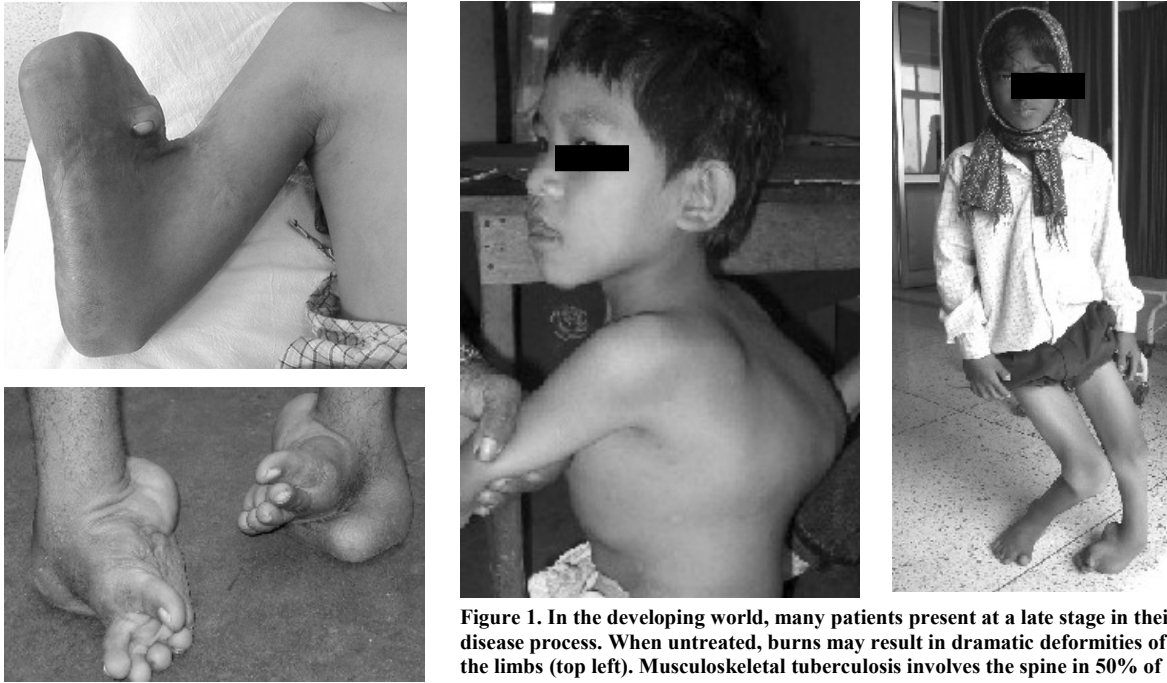 Figure 1. In the developing world, many patients present at a late stage in thei
disease process. When untreated, burns may result in dramatic deformities of
the limbs (top left). Musculoskeletal tuberculosis involves the spine in 50% of